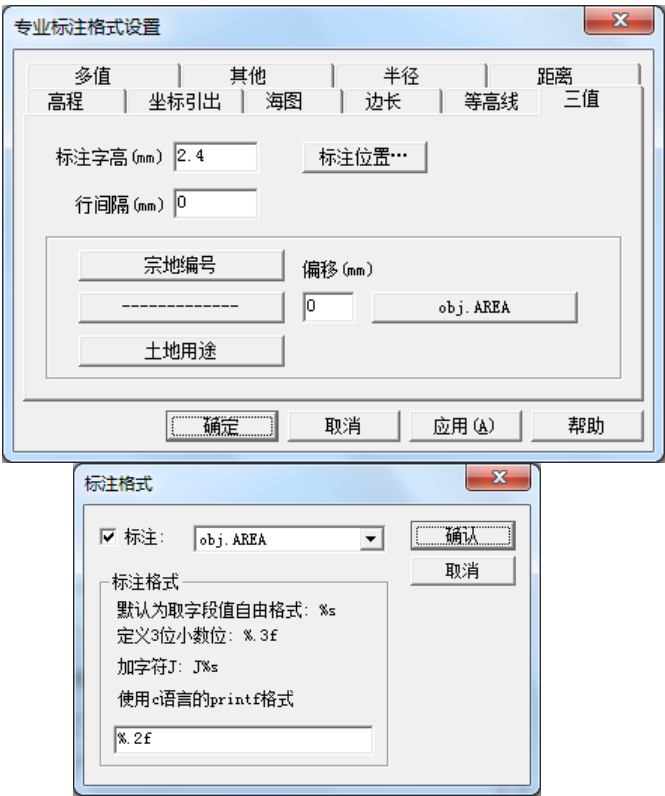 专业标注格式设置
多值 其他 半径 距离
高程 坐标引出 海图 边长 等高线 三值
标注字高(mm) 2.4 标注位置…
行间隔(mm) 0
宗地编号 偏移(mm)
------------- 0 obj.AREA
土地用途
确定 取消 应用(A) 帮助
标注格式
标注: obj.AREA 确认
取消
标注格式
默认为取字段值自由格式: %s
定义3位小数位: %.3f
加字符J: J%s
使用c语言的printf格式
%.2f